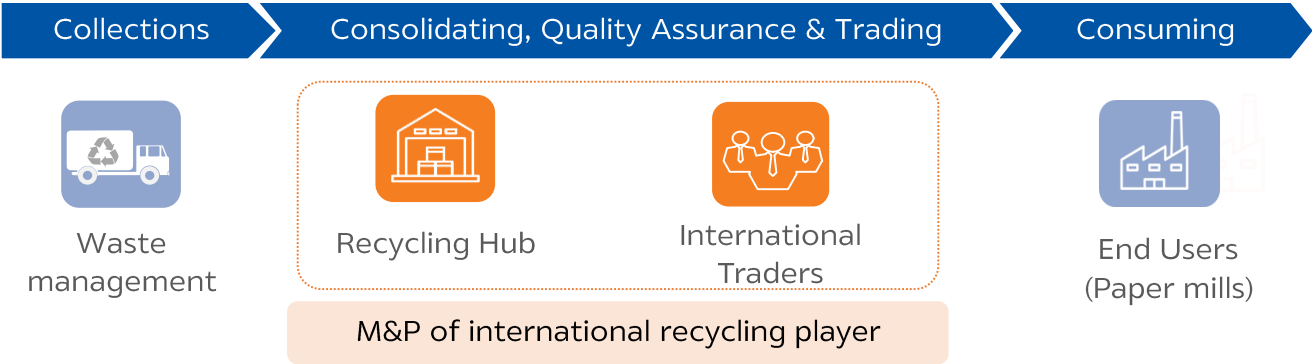 Collections
Consolidating, Quality Assurance & Trading
Consuming
Waste
management
Recycling Hub
International
Traders
End Users
(Paper mills)
M&P of international recycling player